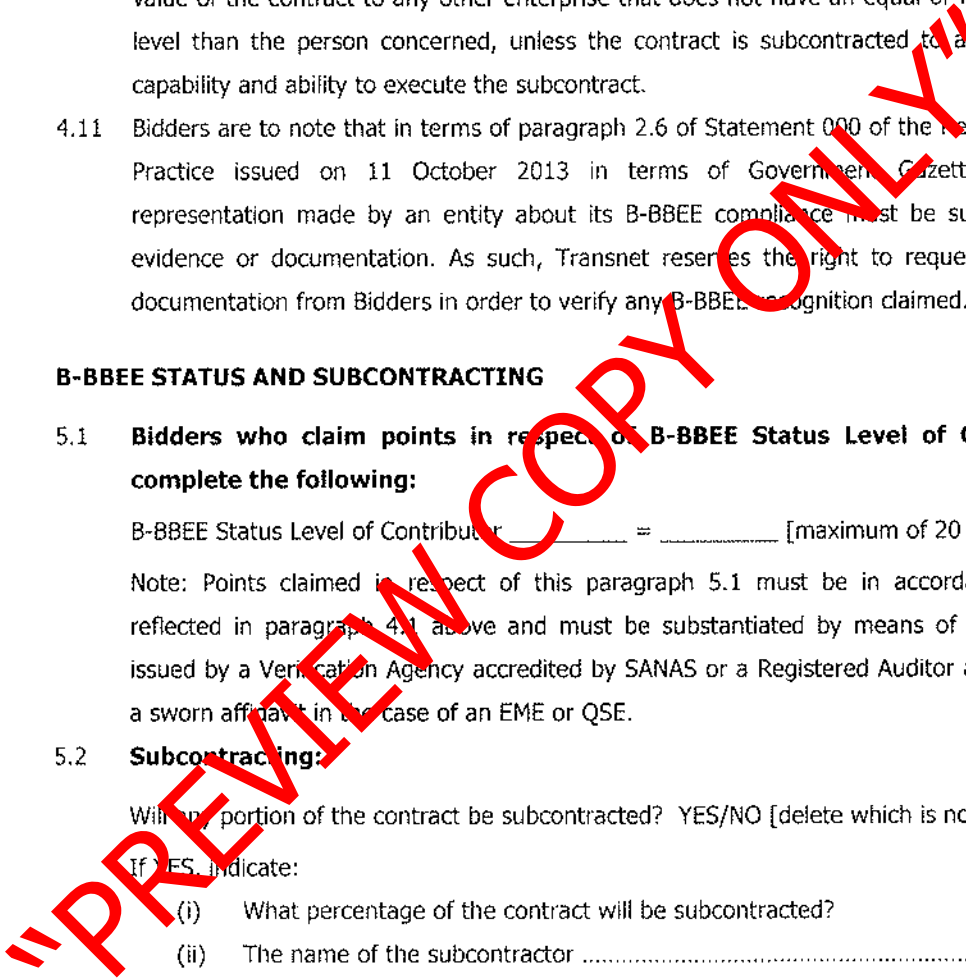 value of the contract to any other enterprise that does not have an equal or
level than the person concerned, unless the contract is subcontracted to a
capability and ability to execute the subcontract.
4.11 Bidders are to note that in terms of paragraph 2.6 of Statement 000 of the
Practice issued on 11 October 2013 in terms of Government Gazett
representation made by an entity about its B-BBEE compliance must be su
evidence or documentation. As such, Transnet reserves the right to reque
documentation from Bidders in order to verify any B-BBEE recognition claimed.
B-BBEE STATUS AND SUBCONTRACTING
5.1 Bidders who claim points in respect of B-BBEE Status Level of C
complete the following:
B-BBEE Status Level of Contributor ________ = ________ [maximum of 20
Note: Points claimed in respect of this paragraph 5.1 must be in accord
reflected in paragraph 4.1 above and must be substantiated by means of
issued by a Verification Agency accredited by SANAS or a Registered Auditor a
a sworn affidavit in the case of an EME or QSE.
5.2 Subcontracting:
Will any portion of the contract be subcontracted? YES/NO [delete which is no
If YES, indicate:
(i) What percentage of the contract will be subcontracted?
(ii) The name of the subcontractor ........................................................
"PREVIEW COPY ONLY"